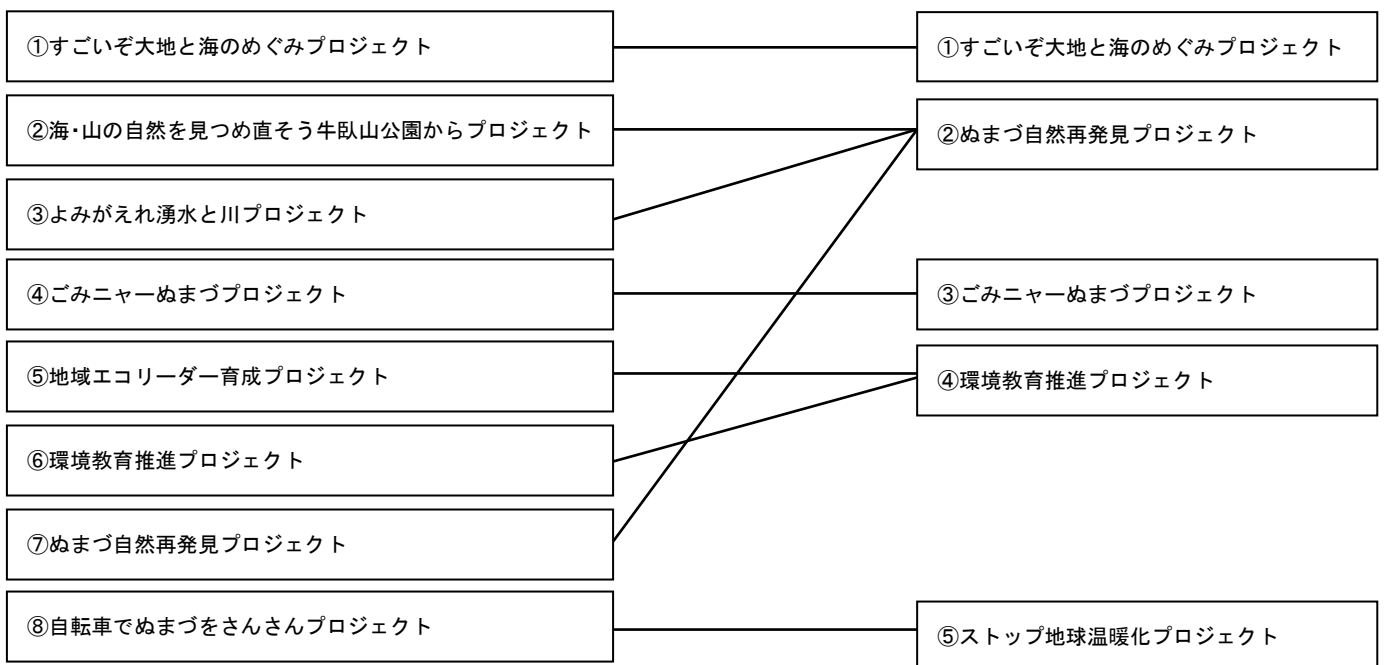 ①すごいぞ大地と海のめぐみプロジェクト
②海・山の自然を見つめ直そう牛臥山公園からプロジェクト
③よみがえれ湧水と川プロジェクト
④ごみニャーぬまづプロジェクト
⑤地域エコリーダー育成プロジェクト
⑥環境教育推進プロジェクト
⑦ぬまづ自然再発見プロジェクト
⑧自転車でぬまづをさんさんプロジェクト
①すごいぞ大地と海のめぐみプロジェクト
②ぬまづ自然再発見プロジェクト
③ごみニャーぬまづプロジェクト
④環境教育推進プロジェクト
⑤ストップ地球温暖化プロジェクト